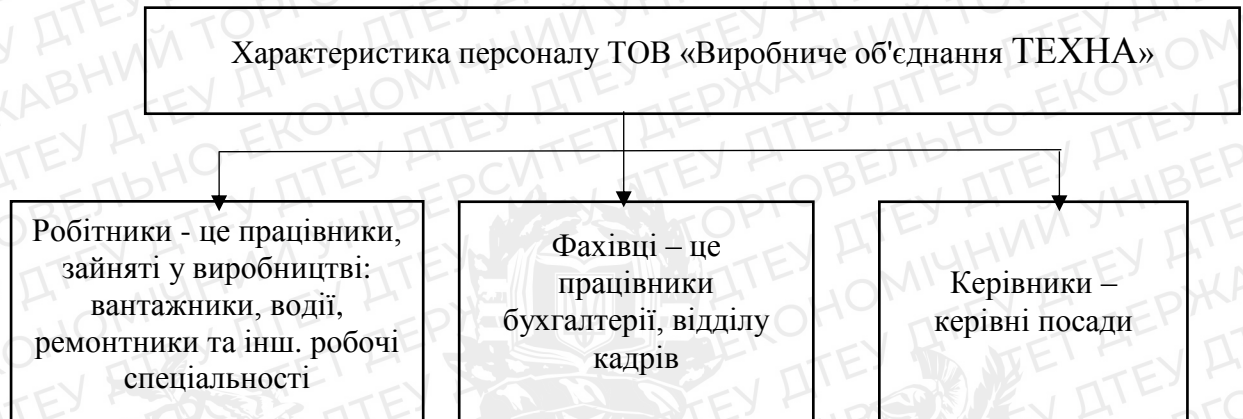 Характеристика персоналу ТОВ «Виробниче об'єднання ТЕХНА»
Робітники - це працівники,
зайняті у виробництві:
вантажники, водії,
ремонтники та інш. робочі
спеціальності
Фахівці – це
працівники
бухгалтерії, відділу
кадрів
Керівники –
керівні посади